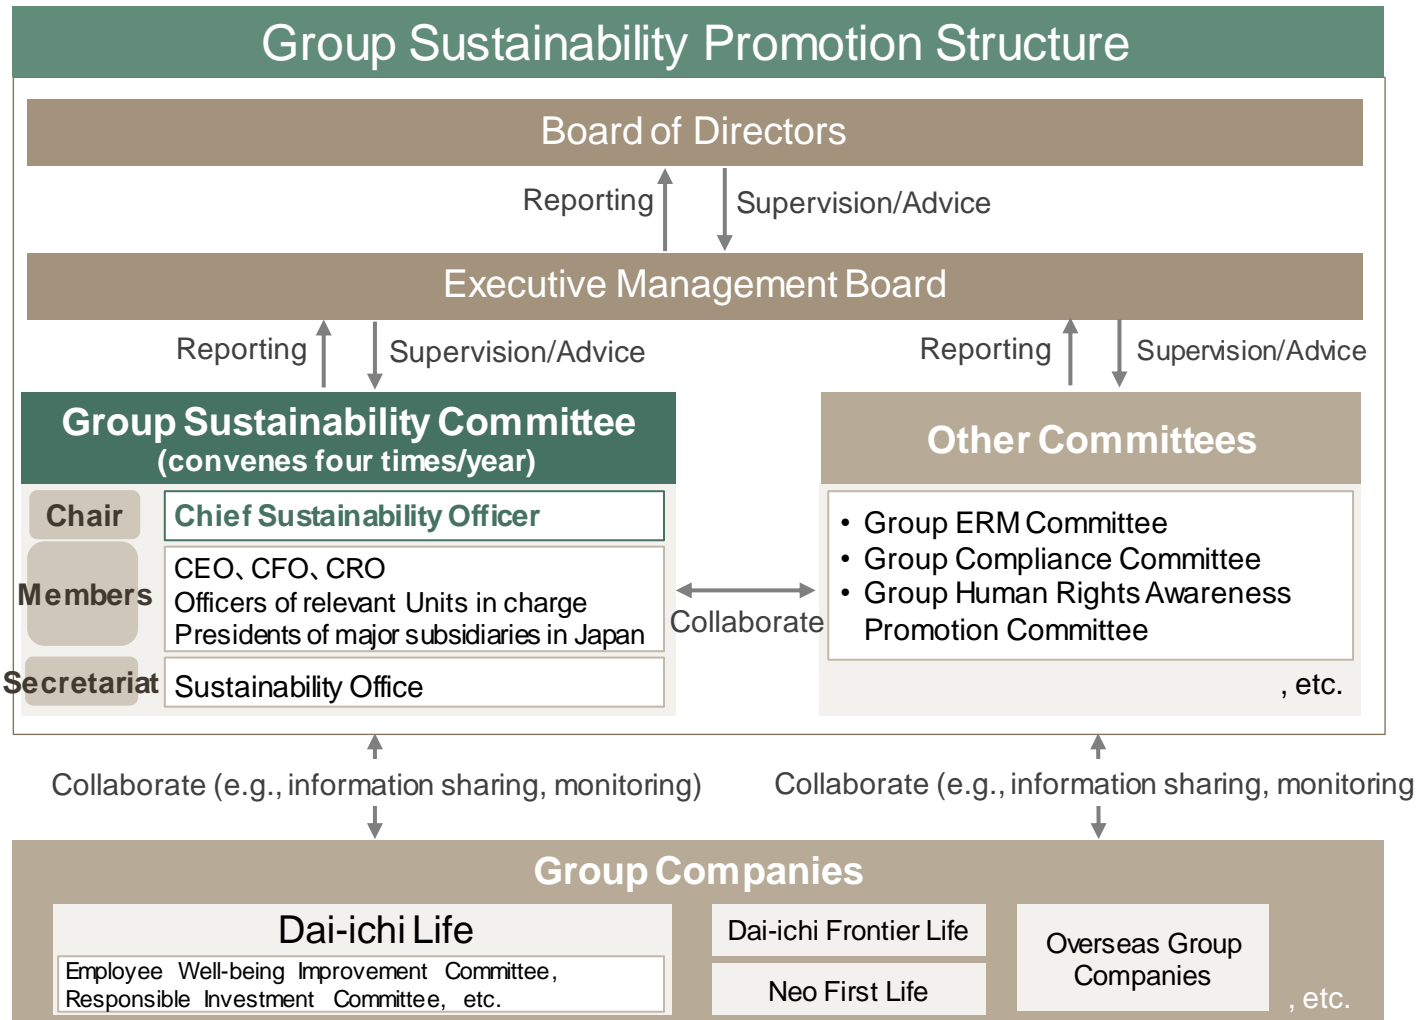 Group Sustainability Promotion Structure
Board of Directors
Reporting
Supervision/Advice
Executive Management Board
Reporting
Supervision/Advice
Reporting
Supervision/Advice
Group Sustainability Committee
(convenes four times/year)
Chair
Chief Sustainability Officer
Members
CEO、CFO、CRO
Officers of relevant Units in charge
Presidents of major subsidiaries in Japan
Secretariat
Sustainability Office
Collaborate
Other Committees
• Group ERM Committee
• Group Compliance Committee
• Group Human Rights Awareness
Promotion Committee
, etc.
Collaborate (e.g., information sharing, monitoring)
Collaborate (e.g., information sharing, monitoring
Group Companies
Dai-ichi Life
Employee Well-being Improvement Committee,
Responsible Investment Committee, etc.
Dai-ichi Frontier Life
Neo First Life
Overseas Group
Companies
, etc.